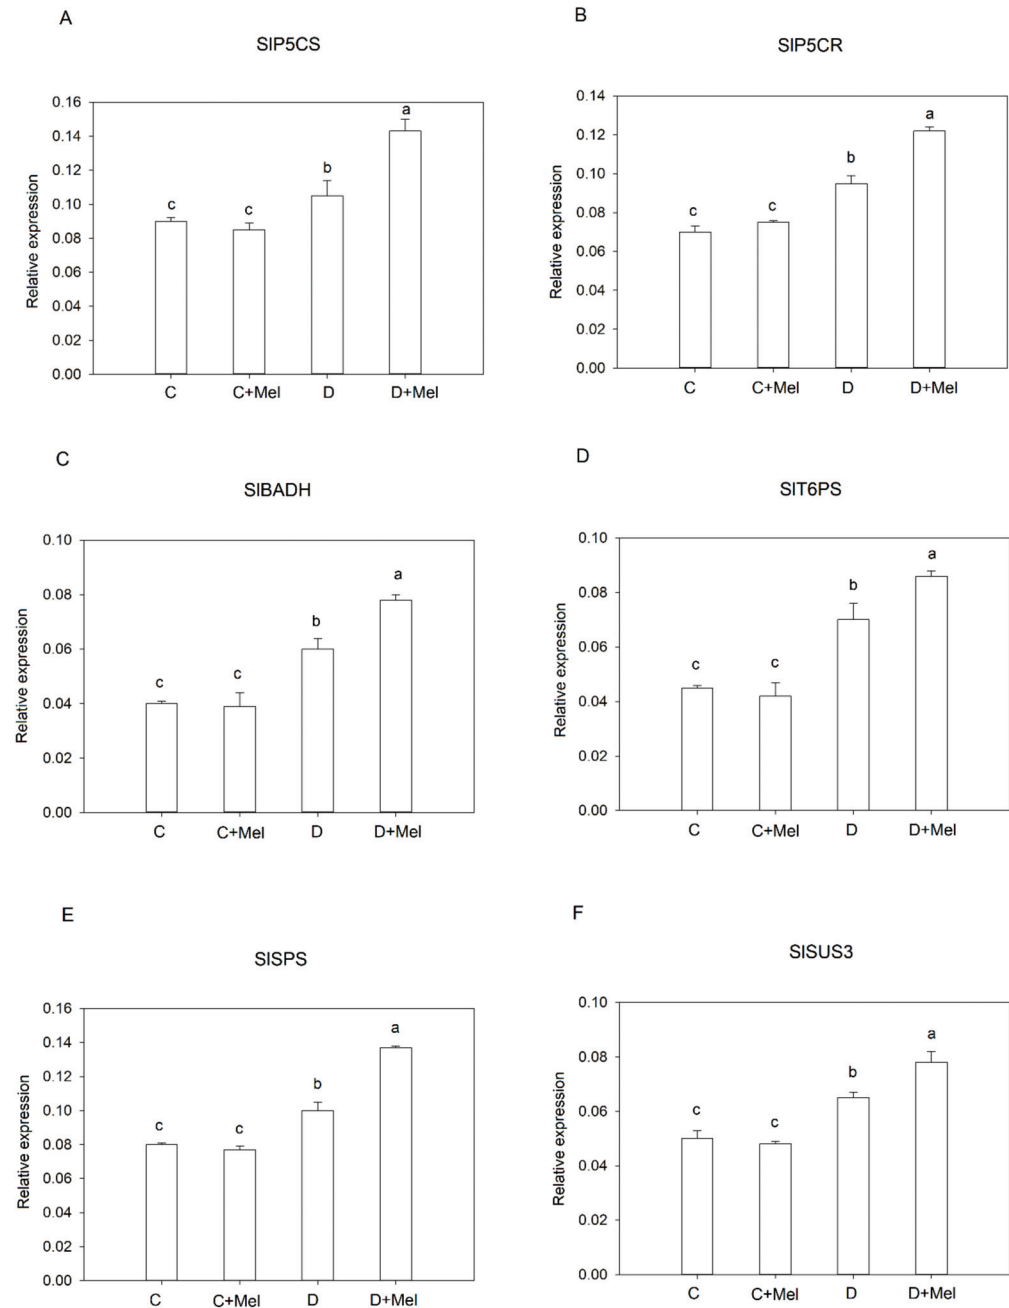 A
SlP5CS
0.16
0.14
0.12
0.10
0.08
0.06
0.04
0.02
0.00
Relative expression
c
c
b
a
C
C+Mel
D
D+Mel
B
SlP5CR
0.14
0.12
0.10
0.08
0.06
0.04
0.02
0.00
Relative expression
c
c
b
a
C
C+Mel
D
D+Mel
C
SlBADH
0.10
0.08
0.06
0.04
0.02
0.00
Relative expression
c
c
b
a
C
C+Mel
D
D+Mel
D
SlT6PS
0.10
0.08
0.06
0.04
0.02
0.00
Relative expression
c
c
b
a
C
C+Mel
D
D+Mel
E
SlSPS
0.16
0.14
0.12
0.10
0.08
0.06
0.04
0.02
0.00
Relative expression
c
c
b
a
C
C+Mel
D
D+Mel
F
SlSUS3
0.10
0.08
0.06
0.04
0.02
0.00
Relative expression
c
c
b
a
C
C+Mel
D
D+Mel